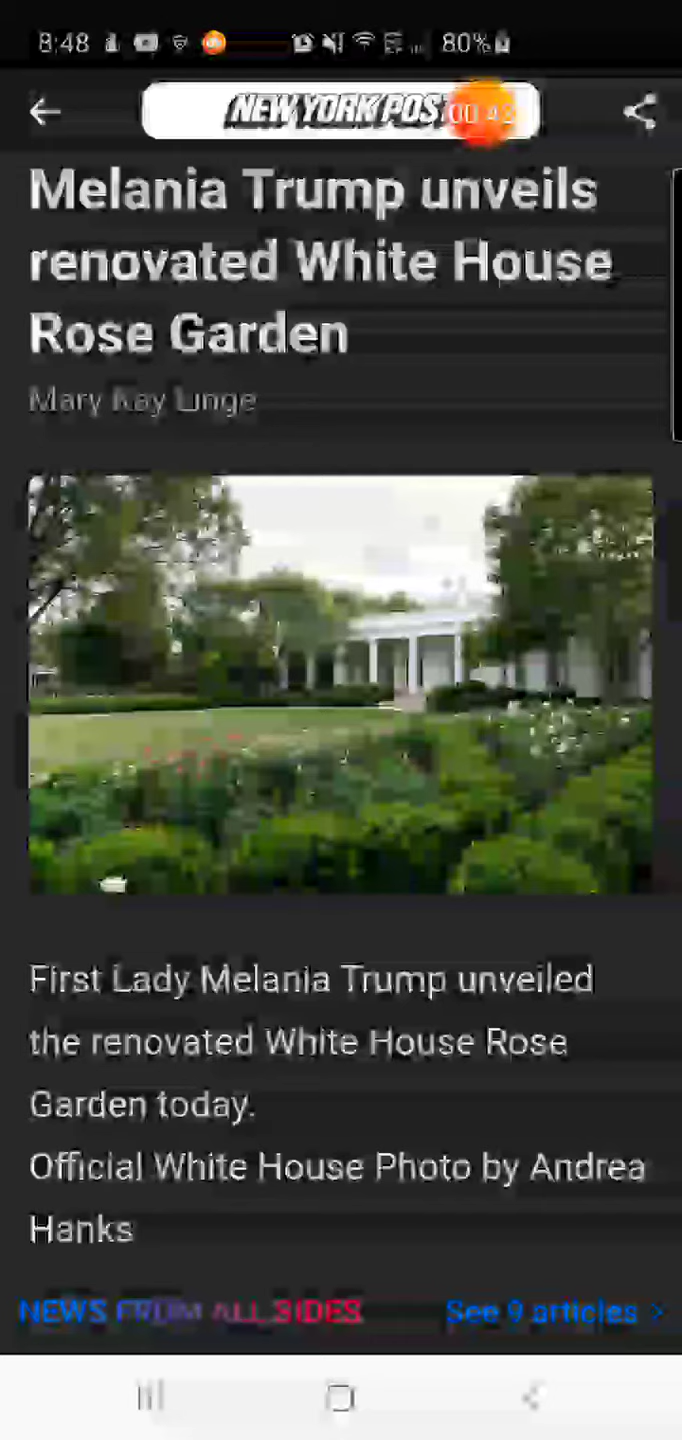 8:48 80%
NEW YORK POS
00:42
Melania Trump unveils
renovated White House
Rose Garden
Mary Kay Linge
First Lady Melania Trump unveiled
the renovated White House Rose
Garden today.
Official White House Photo by Andrea
Hanks
NEWS FROM ALL SIDES See 9 articles >